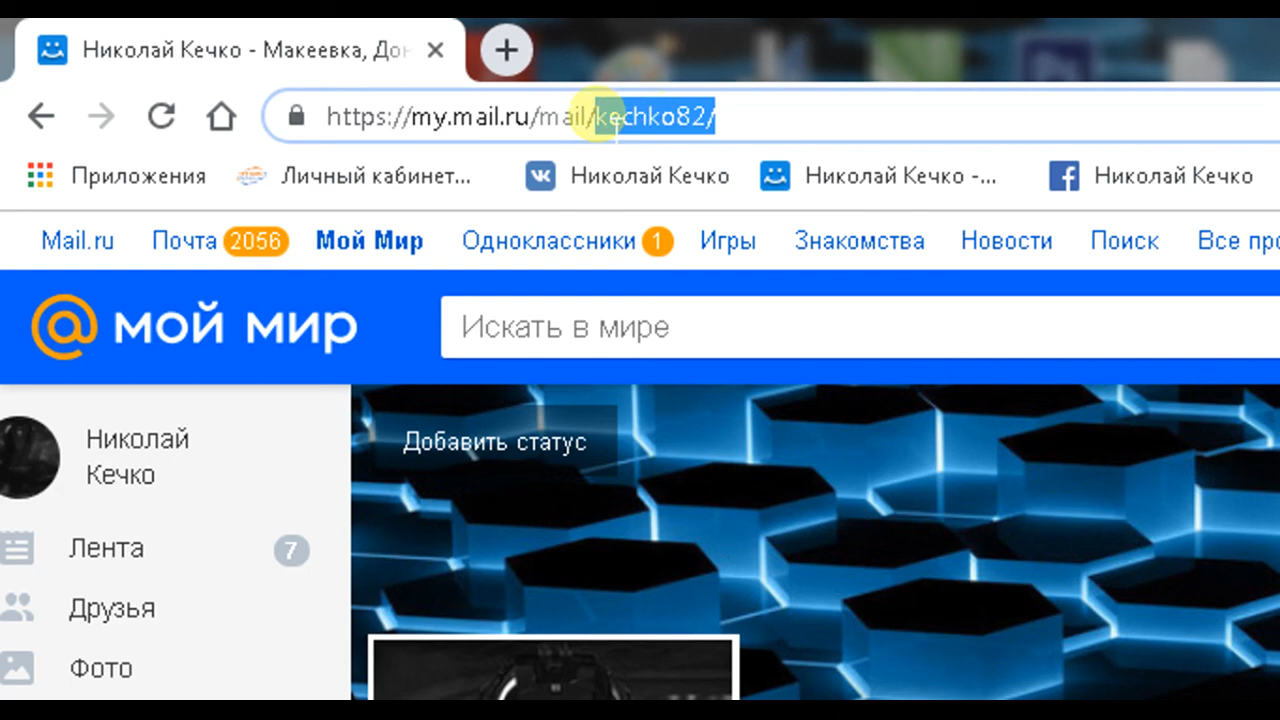 Николай Кечко - Макеевка, Дон
https://my.mail.ru/mail/kechko82/
Приложения Личный кабинет... Николай Кечко Николай Кечко -... Николай Кечко
Mail.ru Почта 2056 Мой Мир Одноклассники 1 Игры Знакомства Новости Поиск Все про
@ мой мир Искать в мире
Николай
Кечко
Добавить статус
Лента 7
Друзья
Фото